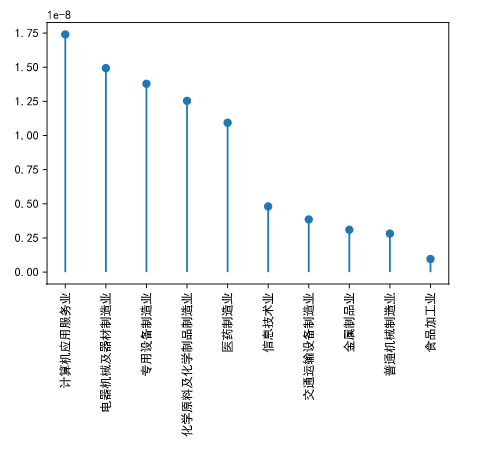 1e-8
1.75
1.50
1.25
1.00
0.75
0.50
0.25
0.00
计算机应用服务业
电器机械及器材制造业
专用设备制造业
化学原料及化学制品制造业
医药制造业
信息技术业
交通运输设备制造业
金属制品业
普通机械制造业
食品加工业